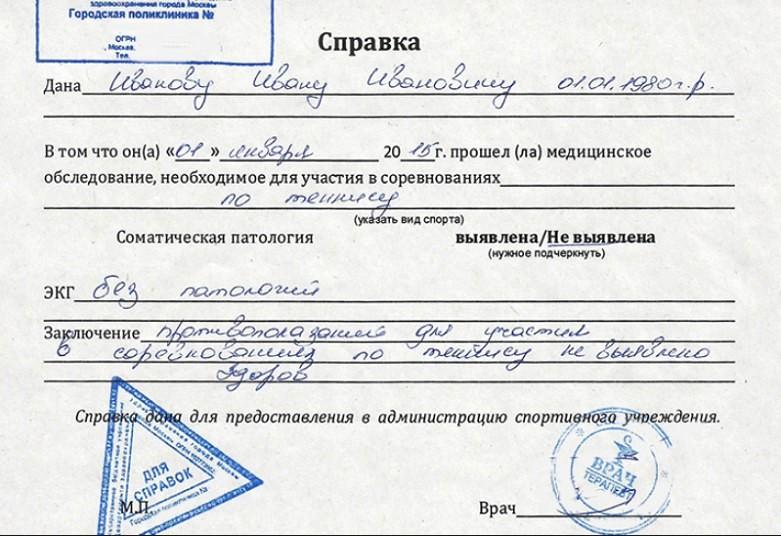 здравоохранения города Москвы
Городская поликлиника №
ОГРН
, Москва,
Тел.
Справка
Дана Иванову Ивану Ивановичу 01.01.1980г.р.
В том что он(а) «01 » января 20 15г. прошел (ла) медицинское
обследование, необходимое для участия в соревнованиях
по теннису
(указать вид спорта)
Соматическая патология выявлена/Не выявлена
(нужное подчеркнуть)
ЭКГ без патологий
Заключение противопоказаний для участия
в соревнованиях по теннису не выявлено
Здоров
Справка дана для предоставления в администрацию спортивного учреждения.
ДЛЯ
СПРАВОК
Городская поликлиника №
М.П.
ВРАЧ
ТЕРАПЕВТ
Врач